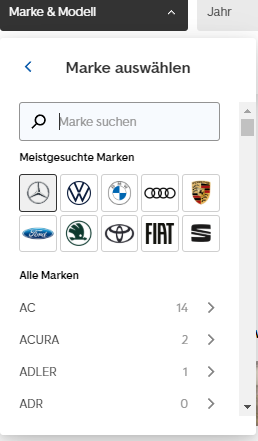 Marke & Modell
Jahr
Marke auswählen
Marke suchen
Meistgesuchte Marken
Ford
FIAT
Alle Marken
AC 14
ACURA 2
ADLER 1
ADR 0